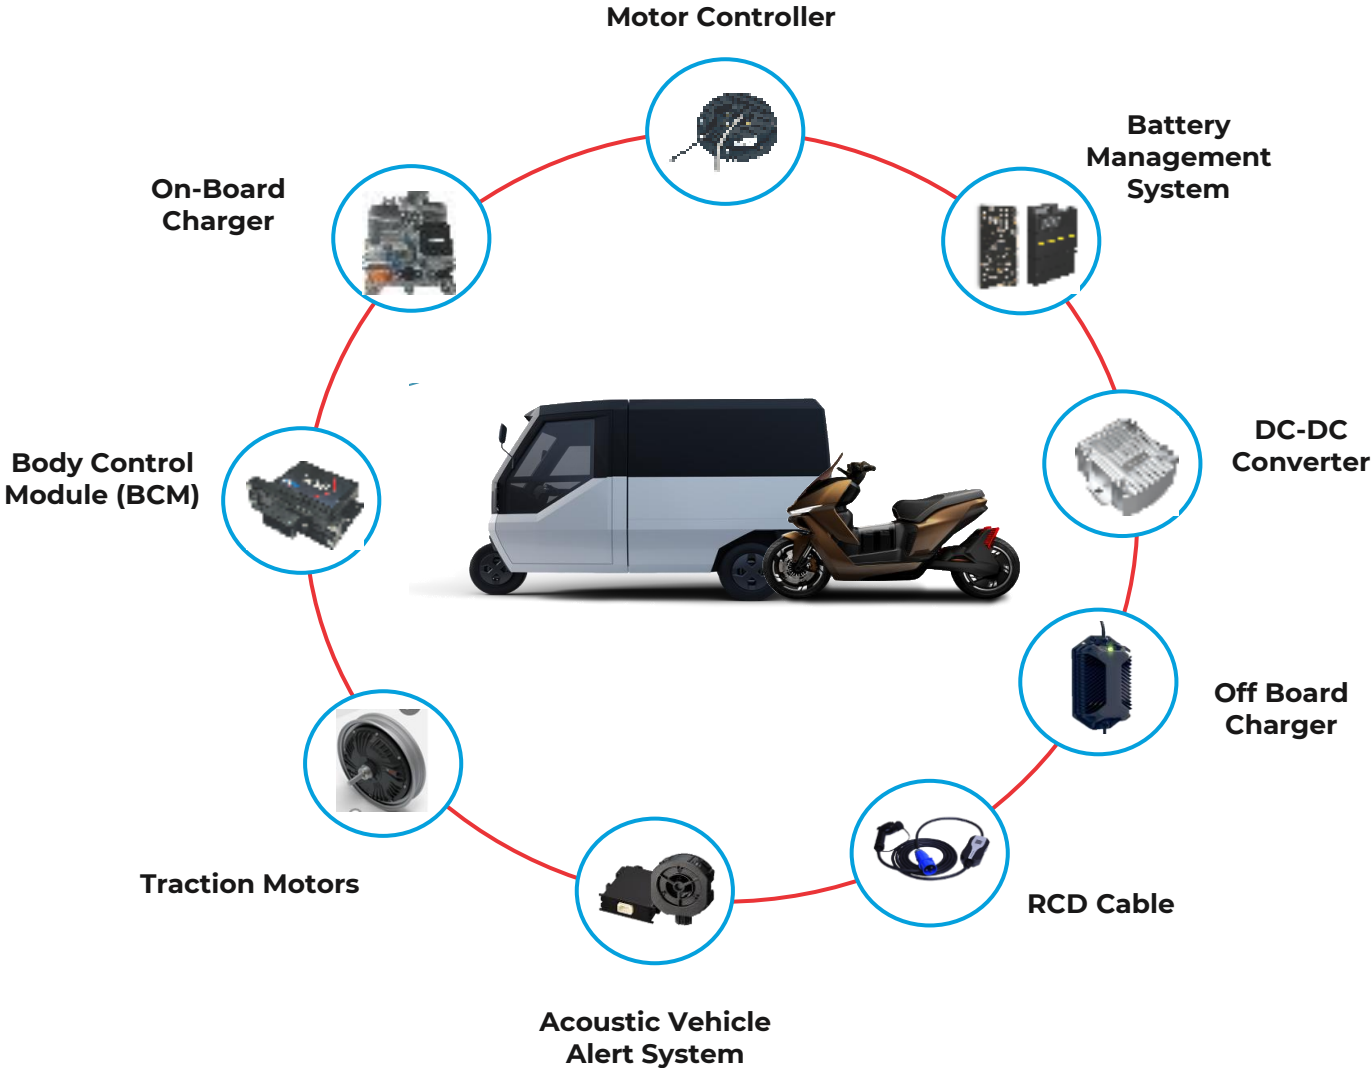 Motor Controller
Battery
Management
System
DC-DC
Converter
Off Board
Charger
RCD Cable
Acoustic Vehicle
Alert System
Traction Motors
Body Control
Module (BCM)
On-Board
Charger